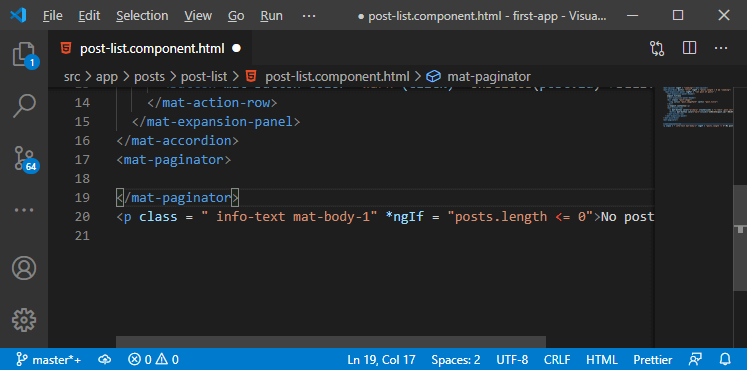 File Edit Selection View Go Run ··· ● post-list.component.html - first-app - Visua...
post-list.component.html ●
src > app > posts > post-list > post-list.component.html > mat-paginator
14 </mat-action-row>
15 </mat-expansion-panel>
16 </mat-accordion>
17 <mat-paginator>
18
19 </mat-paginator>
20 <p class = " info-text mat-body-1" *ngIf = "posts.length <= 0">No post
21
1
64
master*+ 0 0 Ln 19, Col 17 Spaces: 2 UTF-8 CRLF HTML Prettier